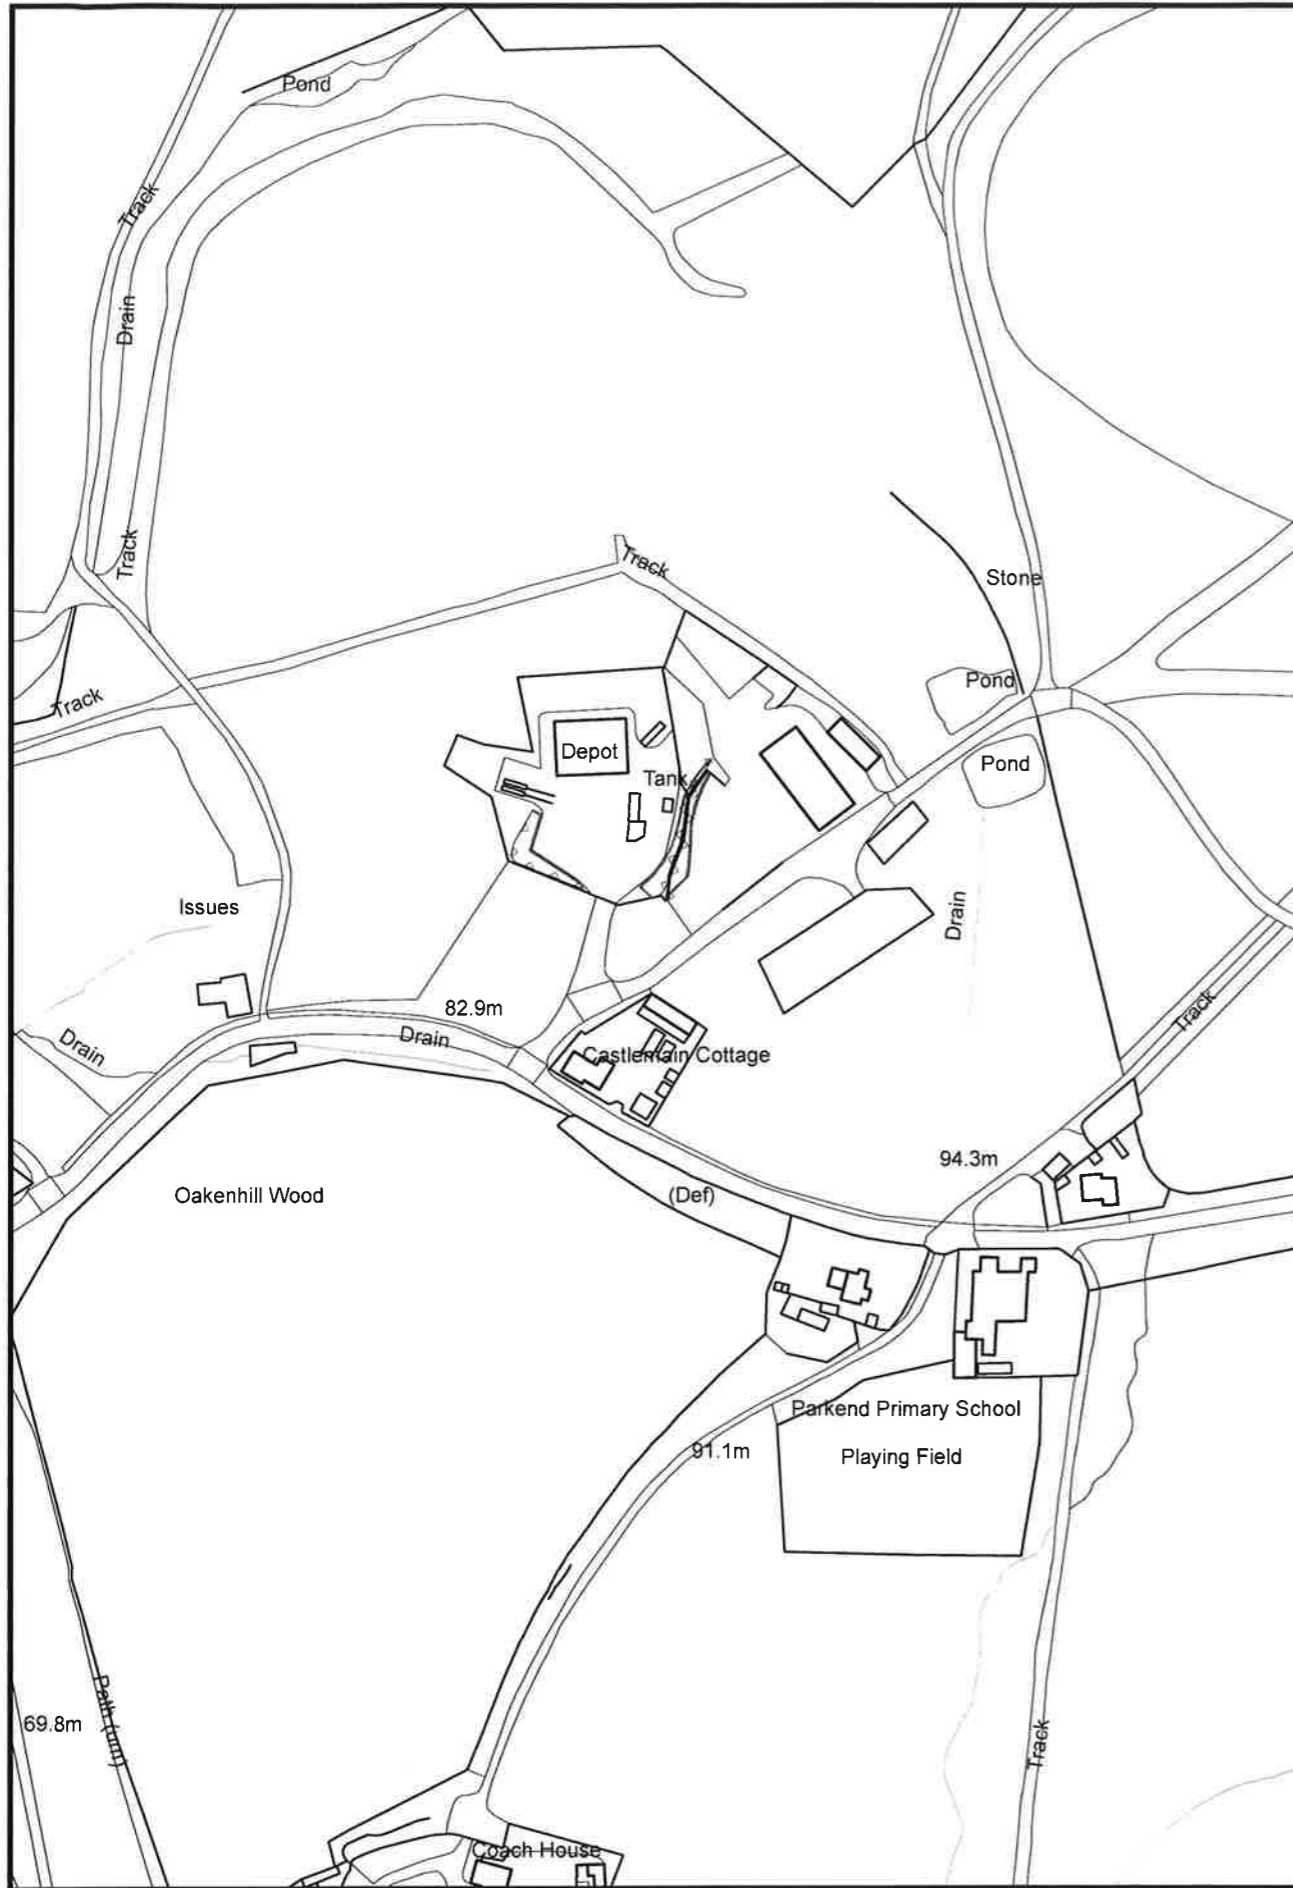 Pond
Track
Drain
Track
Track
Stone
Track
Pond
Depot
Tank
Pond
Issues
Drain
82.9m
Drain
Drain
Track
Castlemain Cottage
94.3m
Oakenhill Wood
(Def)
Parkend Primary School
91.1m
Playing Field
Path (um)
69.8m
Track
Coach House